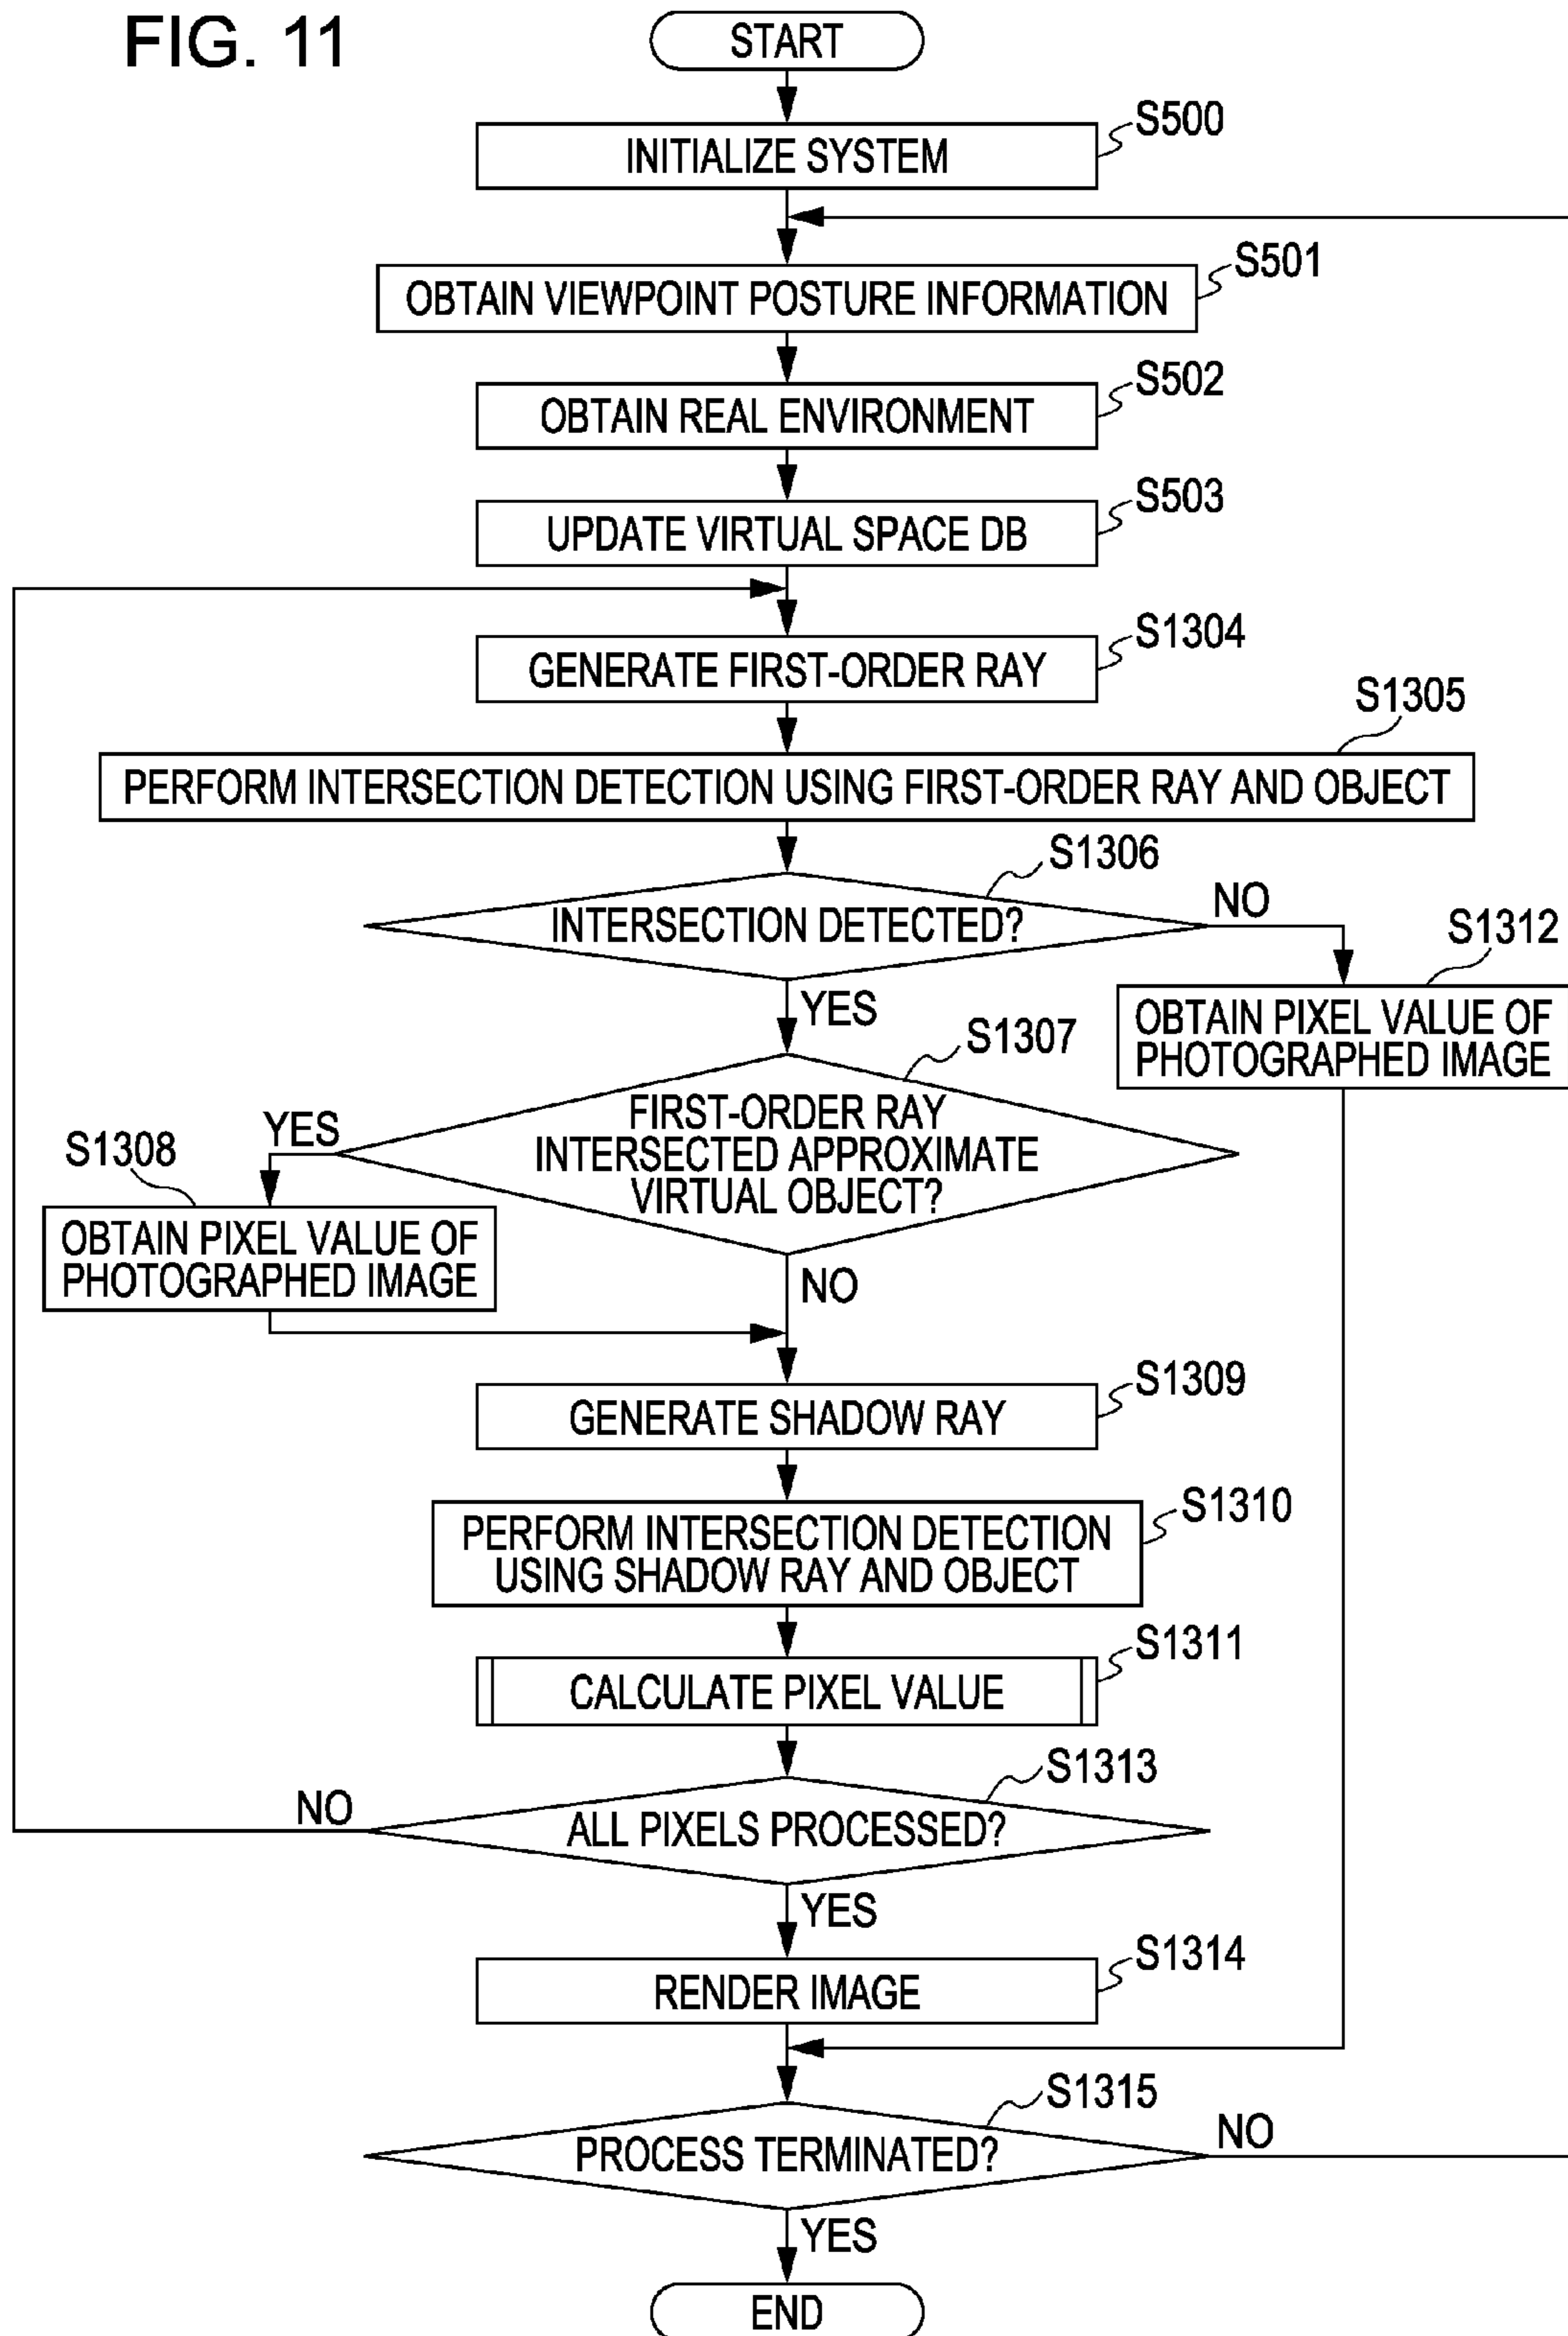 FIG. 11
START
S500
INITIALIZE SYSTEM
S501
OBTAIN VIEWPOINT POSTURE INFORMATION
S502
OBTAIN REAL ENVIRONMENT
S503
UPDATE VIRTUAL SPACE DB
S1304
GENERATE FIRST-ORDER RAY
S1305
PERFORM INTERSECTION DETECTION USING FIRST-ORDER RAY AND OBJECT
S1306
INTERSECTION DETECTED?
NO
YES
S1312
OBTAIN PIXEL VALUE OF
PHOTOGRAPHED IMAGE
S1307
FIRST-ORDER RAY
INTERSECTED APPROXIMATE
VIRTUAL OBJECT?
YES
S1308
OBTAIN PIXEL VALUE OF
PHOTOGRAPHED IMAGE
NO
S1309
GENERATE SHADOW RAY
S1310
PERFORM INTERSECTION DETECTION
USING SHADOW RAY AND OBJECT
S1311
CALCULATE PIXEL VALUE
S1313
ALL PIXELS PROCESSED?
NO
YES
S1314
RENDER IMAGE
S1315
PROCESS TERMINATED?
NO
YES
END